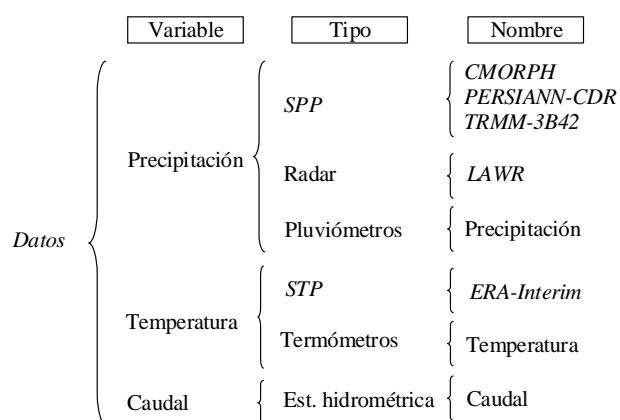 Variable Tipo Nombre
CMORPH
SPP PERSIANN-CDR
TRMM-3B42
Precipitación
Radar LAWR
Pluviómetros Precipitación
Datos
STP ERA-Interim
Temperatura
Termómetros Temperatura
Caudal Est. hidrométrica Caudal